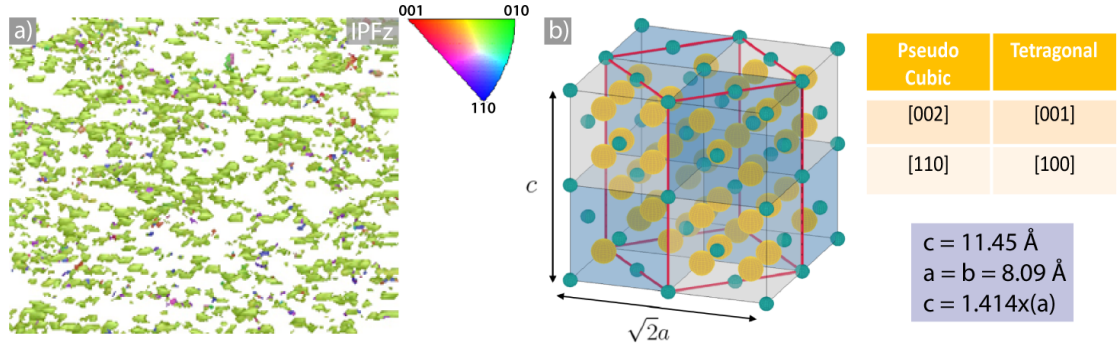 a)
IPFz
001
010
110
b)
c
√2a
Pseudo Cubic
Tetragonal
[002]
[001]
[110]
[100]
c = 11.45 Å
a = b = 8.09 Å
c = 1.414x(a)